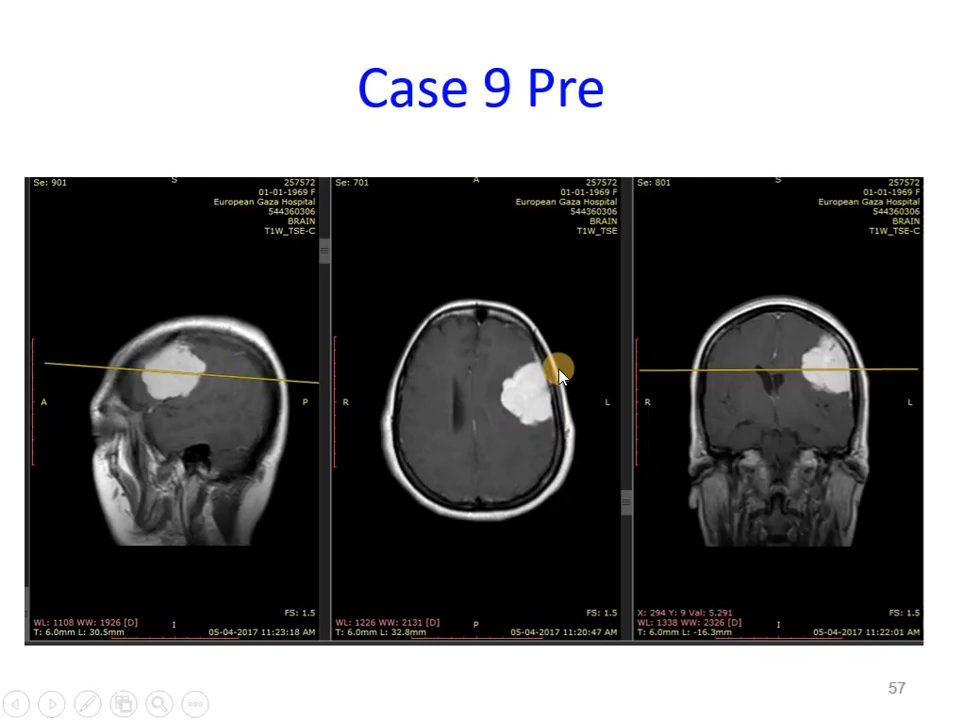 Case 9 Pre
Se: 901
S
257572
01-01-1969 F
European Gaza Hospital
544360306
BRAIN
T1W_TSE-C
A
P
FS: 1.5
WL: 1108 WW: 1926 [D]
T: 6.0mm L: 30.5mm
I
05-04-2017 11:23:18 AM
Se: 701
A
257572
01-01-1969 F
European Gaza Hospital
544360306
BRAIN
T1W_TSE
R
L
FS: 1.5
WL: 1226 WW: 2131 [D]
T: 6.0mm L: 32.8mm
P
05-04-2017 11:20:47 AM
Se: 801
S
257572
01-01-1969 F
European Gaza Hospital
544360306
BRAIN
T1W_TSE-C
R
L
X: 294 Y: 9 Val: 5.291
FS: 1.5
WL: 1338 WW: 2326 [D]
T: 6.0mm L: -16.3mm
I
05-04-2017 11:22:01 AM
57